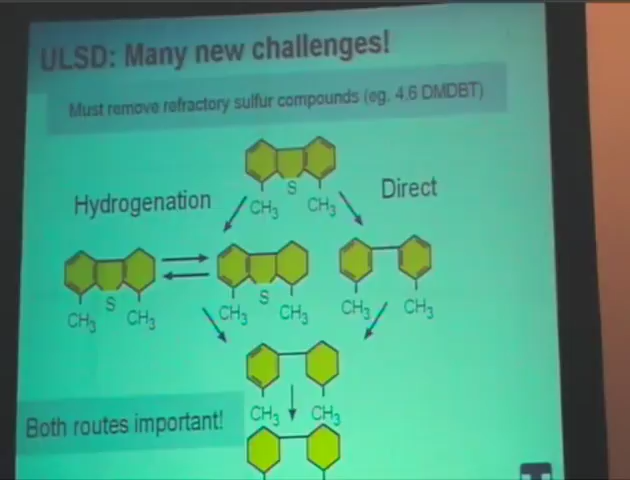 ULSD: Many new challenges!
Must remove refractory sulfur compounds (eg. 4,6 DMDBT)
S
CH3 CH3
Hydrogenation
Direct
S
CH3 CH3
S
CH3 CH3
CH3 CH3
CH3 CH3
Both routes important!